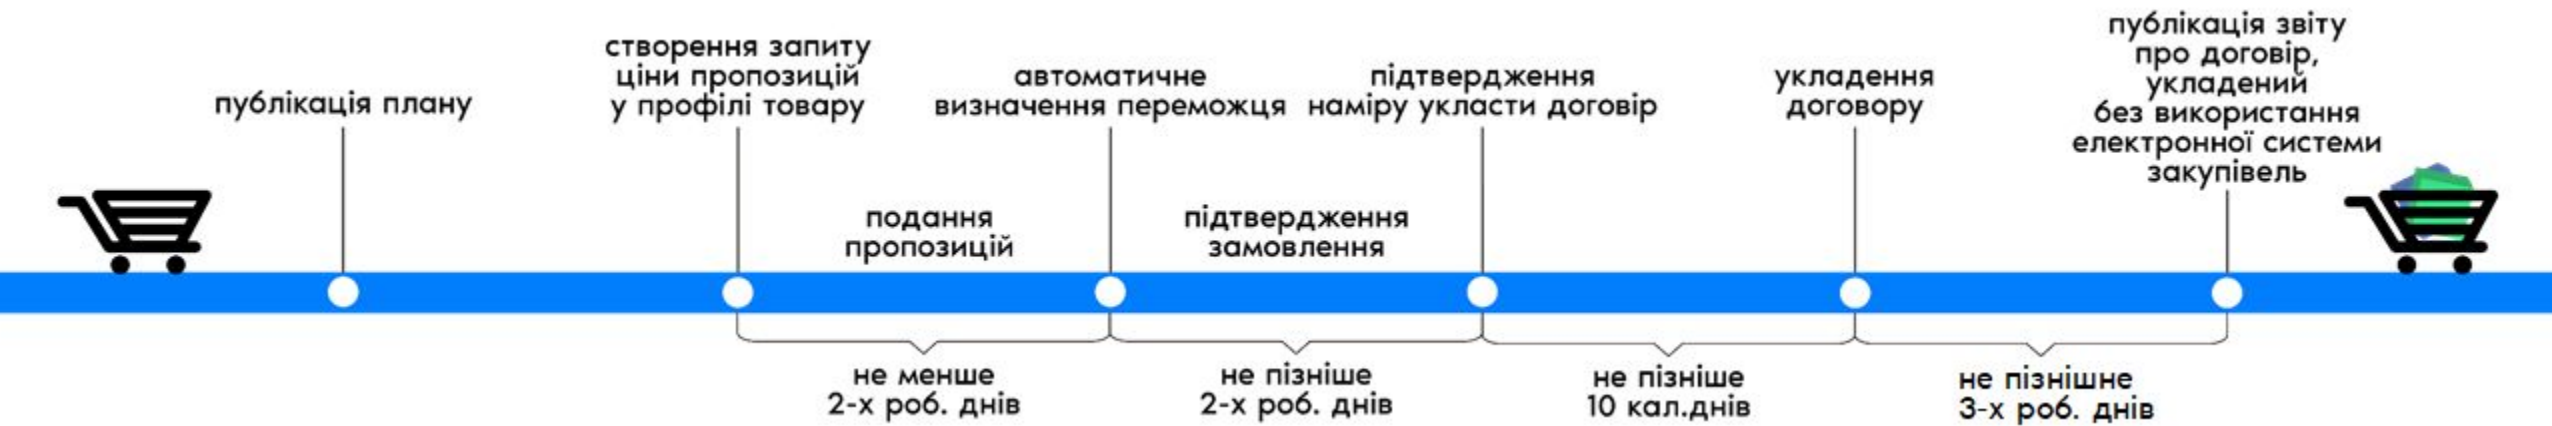 публікація плану
створення запиту
ціни пропозицій
у профілі товару
автоматичне
визначення переможця
підтвердження
наміру укласти договір
укладення
договору
публікація звіту
про договір,
укладений
без використання
електронної системи
закупівель
подання
пропозицій
підтвердження
замовлення
не менше
2-х роб. днів
не пізніше
2-х роб. днів
не пізніше
10 кал.днів
не пізнішне
3-х роб. днів